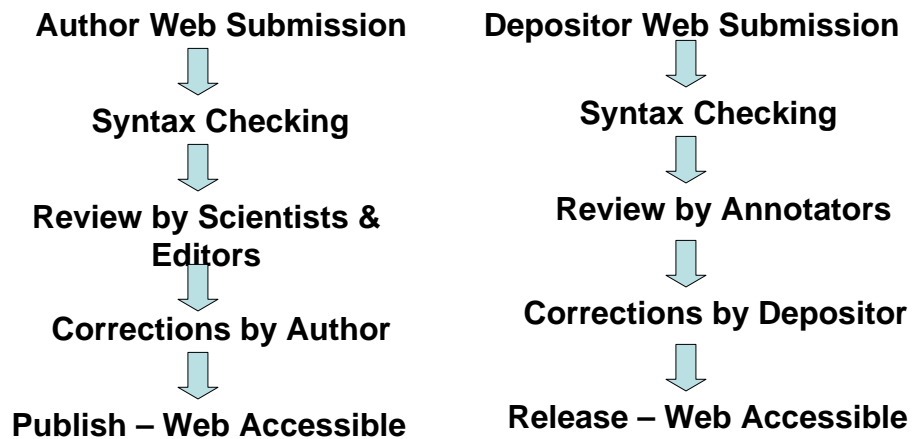 Author Web Submission
Syntax Checking
Review by Scientists &
Editors
Corrections by Author
Publish – Web Accessible
Depositor Web Submission
Syntax Checking
Review by Annotators
Corrections by Depositor
Release – Web Accessible